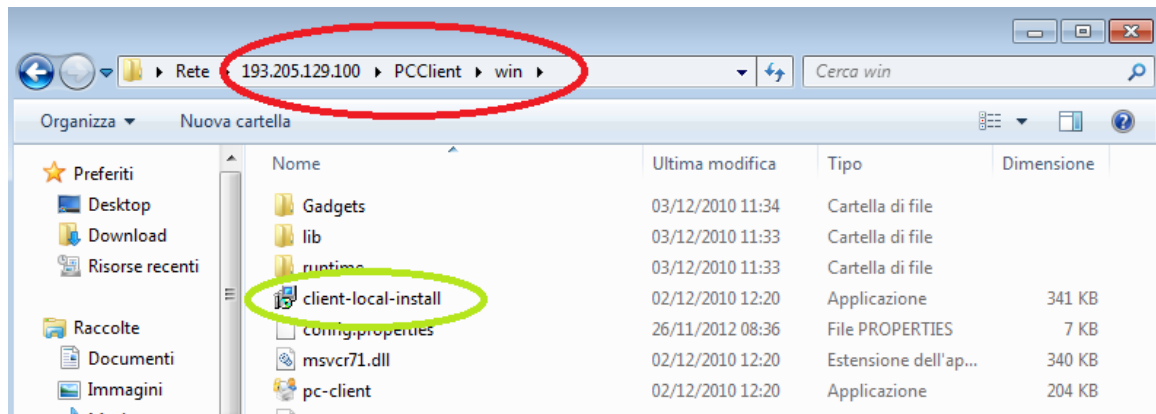 Rete 193.205.129.100 PCClient win Cerca win
Organizza Nuova cartella
Nome Ultima modifica Tipo Dimensione
Preferiti
Gadgets 03/12/2010 11:34 Cartella di file
Desktop
lib 03/12/2010 11:33 Cartella di file
Download
runtime 03/12/2010 11:33 Cartella di file
Risorse recenti
client-local-install 02/12/2010 12:20 Applicazione 341 KB
Raccolte
config.properties 26/11/2012 08:36 File PROPERTIES 7 KB
Documenti
msvcr71.dll 02/12/2010 12:20 Estensione dell'ap... 340 KB
Immagini
pc-client 02/12/2010 12:20 Applicazione 204 KB